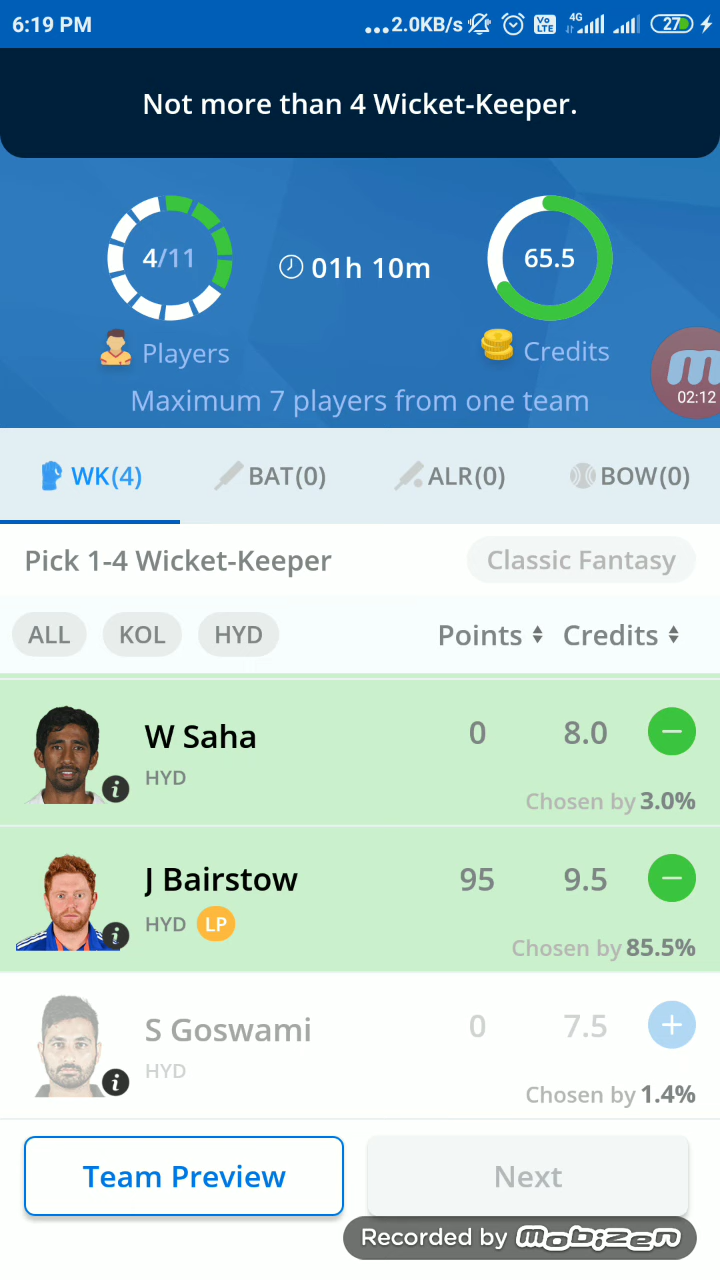 6:19 PM
...2.0KB/s Vo LTE 4G 27
Not more than 4 Wicket-Keeper.
4/11
01h 10m
65.5
Players
Credits
m
02:12
Maximum 7 players from one team
WK(4) BAT(0) ALR(0) BOW(0)
Pick 1-4 Wicket-Keeper Classic Fantasy
ALL KOL HYD Points Credits
W Saha 0 8.0
i HYD
Chosen by 3.0%
J Bairstow 95 9.5
i HYD LP
Chosen by 85.5%
S Goswami 0 7.5
i HYD
Chosen by 1.4%
Team Preview Next
Recorded by mobizen